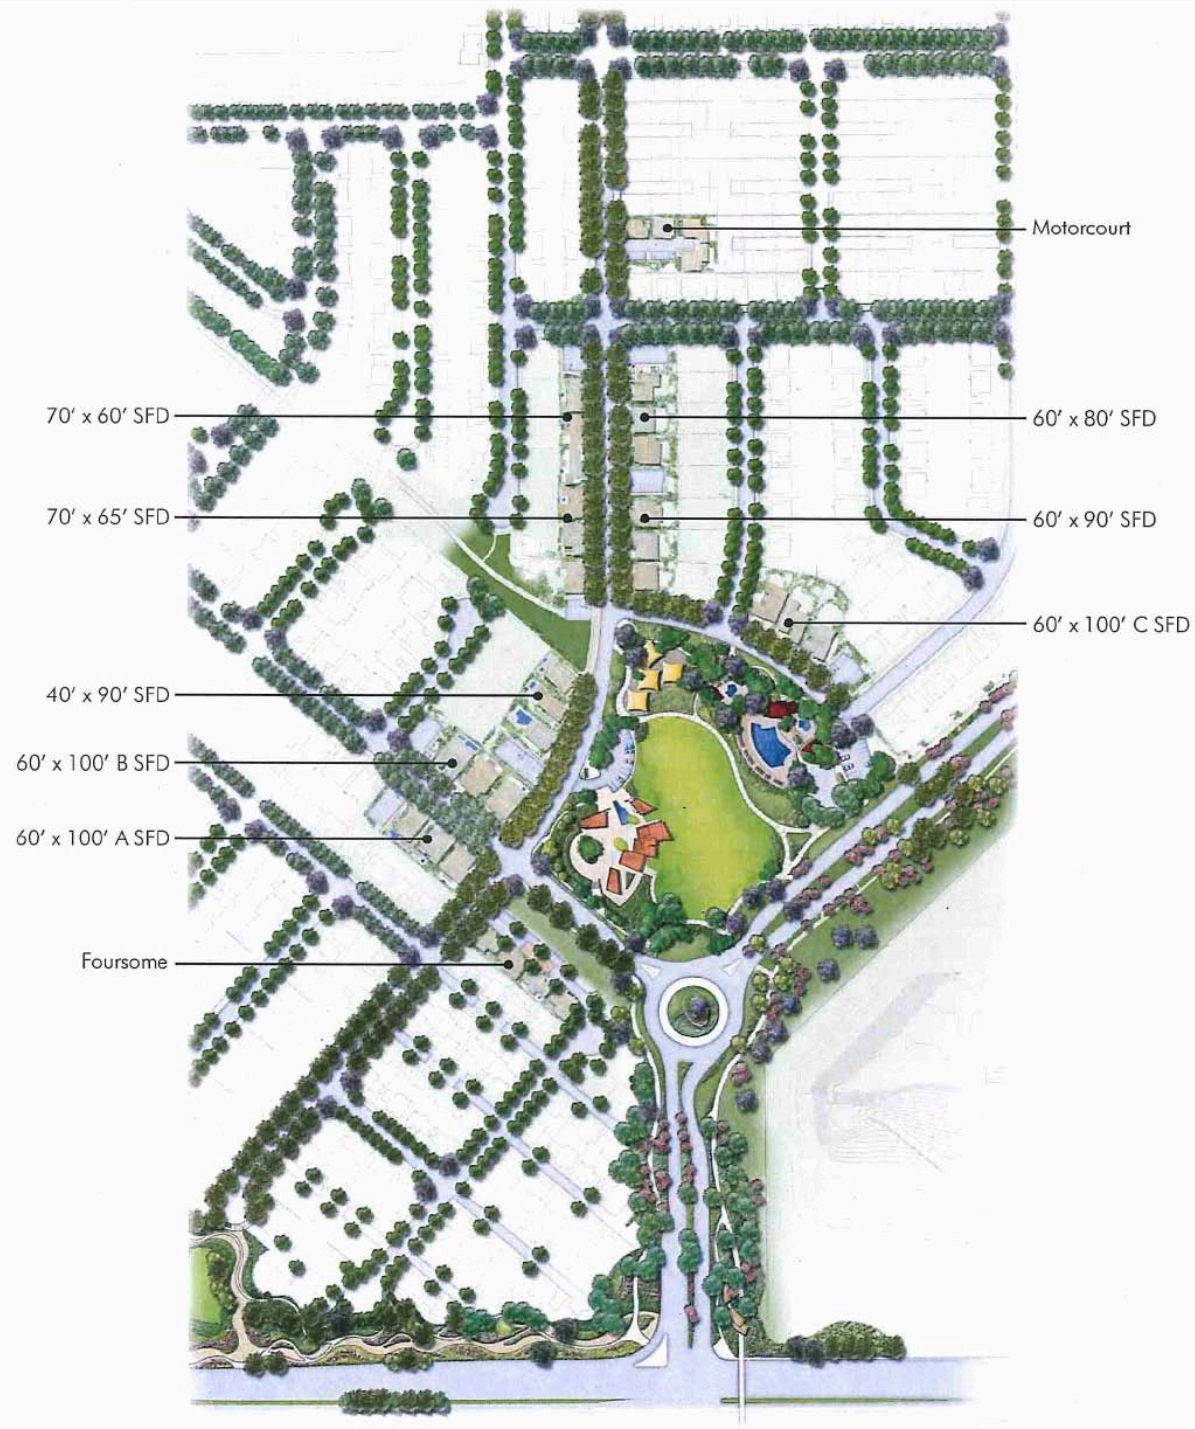 Motorcourt
70' x 60' SFD
60' x 80' SFD
70' x 65' SFD
60' x 90' SFD
60' x 100' C SFD
40' x 90' SFD
60' x 100' B SFD
60' x 100' A SFD
Foursome